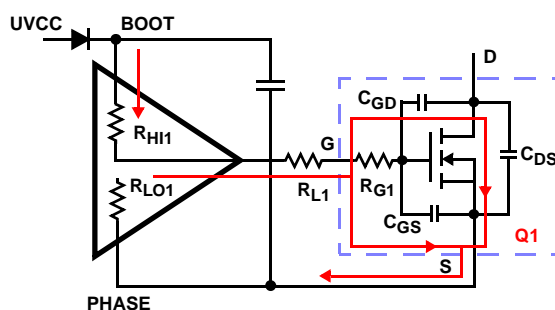 UVCC
BOOT
D
CGD
RHI1
G
CDS
RLO1
RL1
RG1
CGS
Q1
S
PHASE